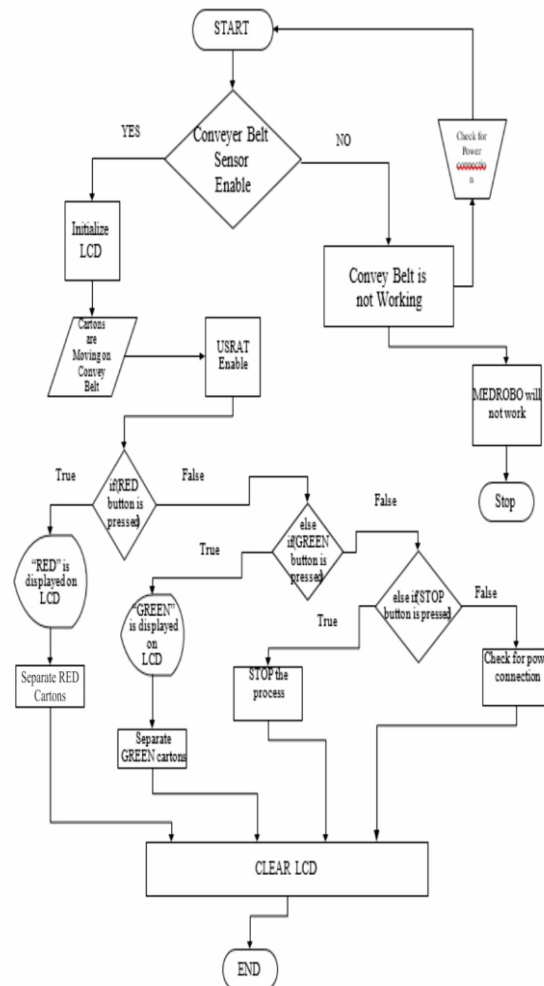 START
YES
Conveyer Belt
Sensor
Enable
NO
Check for
Power
connectio
n
Initialize
LCD
Convey Belt is
not Working
Cartons
are
Moving on
Convey
Belt
USRAT
Enable
MEDROBO will
not work
Stop
True
if(RED
button is
pressed)
False
else
if(GREEN
button is
pressed)
False
True
"RED" is
displayed on
LCD
"GREEN"
is displayed
on
LCD
else if(STOP
button is pressed)
True
False
Separate RED
Cartons
STOP the
process
Check for pow
connection
Separate
GREEN cartons
CLEAR LCD
END